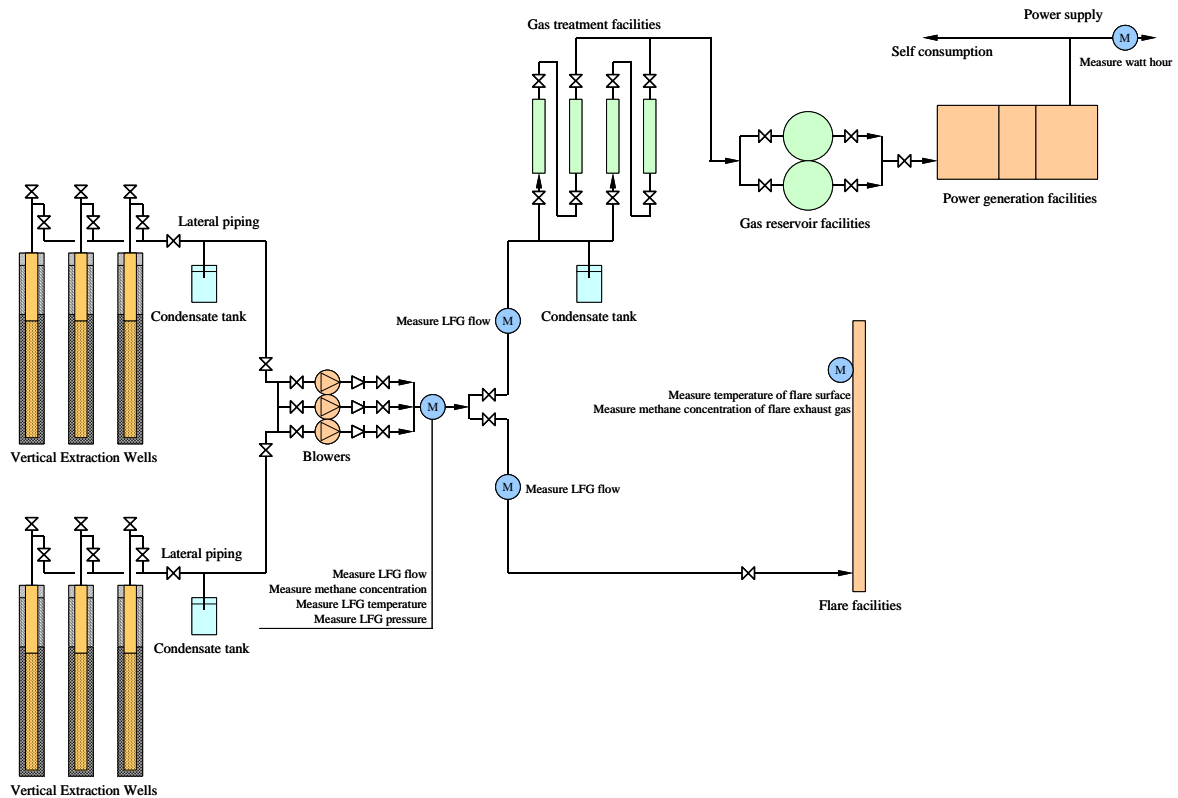 Gas treatment facilities
Power supply
M
Self consumption
Measure watt hour
Power generation facilities
Gas reservoir facilities
Lateral piping
Condensate tank
Measure LFG flow
M
Condensate tank
M
Measure temperature of flare surface
Measure methane concentration of flare exhaust gas
M
Vertical Extraction Wells
Blowers
M
Measure LFG flow
Lateral piping
Measure LFG flow
Measure methane concentration
Measure LFG temperature
Measure LFG pressure
Flare facilities
Condensate tank
Vertical Extraction Wells